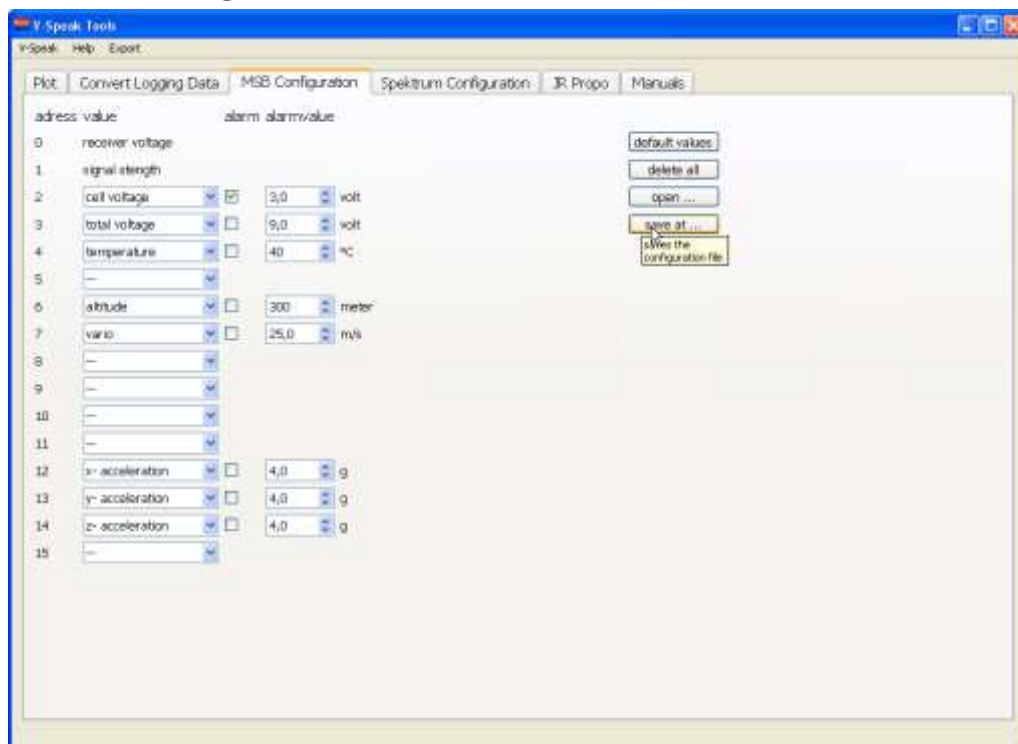 V-Speak Tools
V-Speak Help Export
Plot Convert Logging Data MSB Configuration Spektrum Configuration JR Propo Manuals
adress value alarm alarmvalue
0 receiver voltage default values
1 signal stength delete all
2 cell voltage 3,0 volt open ...
3 total voltage 9,0 volt save at ...
4 temperature 40 °C saves the
configuration file
5 ---
6 altitude 300 meter
7 vario 25,0 m/s
8 ---
9 ---
10 ---
11 ---
12 x- acceleration 4,0 g
13 y- acceleration 4,0 g
14 z- acceleration 4,0 g
15 ---